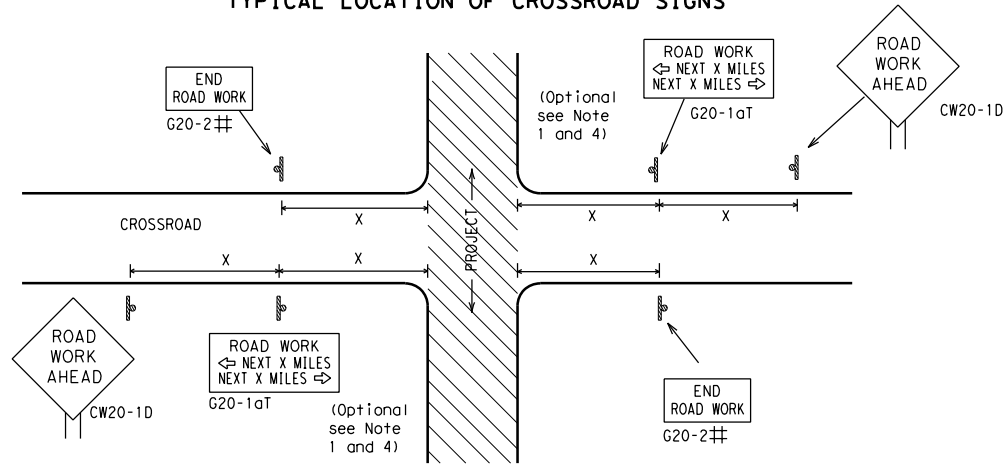 TYPICAL LOCATION OF CROSSROAD SIGNS
END
ROAD WORK
G20-2#
(Optional
see Note
1 and 4)
ROAD WORK
⇦ NEXT X MILES
NEXT X MILES ⇨
G20-1aT
ROAD
WORK
AHEAD
CW20-1D
X
X
X
CROSSROAD
PROJECT
X
X
X
ROAD
WORK
AHEAD
CW20-1D
ROAD WORK
⇦ NEXT X MILES
NEXT X MILES ⇨
G20-1aT
(Optional
see Note
1 and 4)
END
ROAD WORK
G20-2#